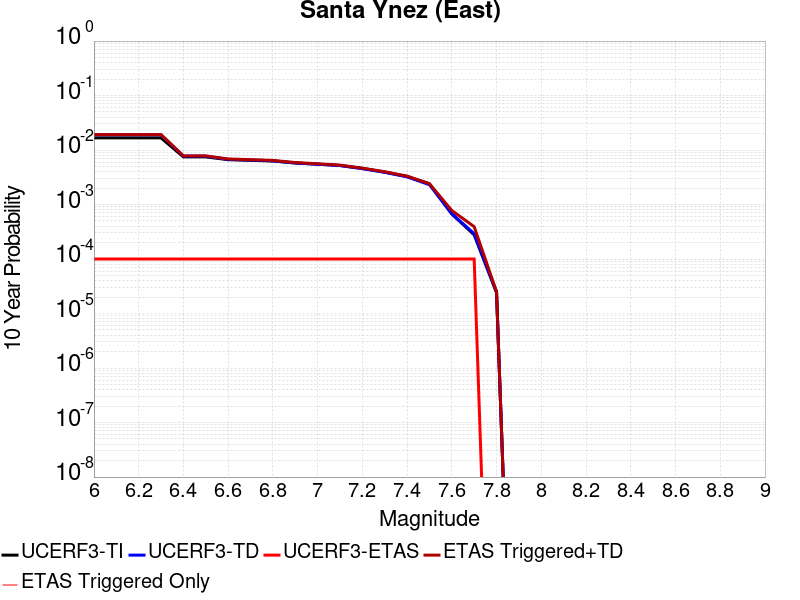 Santa Ynez (East)
10^0
10^-1
10^-2
10^-3
10^-4
10^-5
10^-6
10^-7
10^-8
10 Year Probability
6 6.2 6.4 6.6 6.8 7 7.2 7.4 7.6 7.8 8 8.2 8.4 8.6 8.8 9
Magnitude
UCERF3-TI UCERF3-TD UCERF3-ETAS ETAS Triggered+TD
ETAS Triggered Only